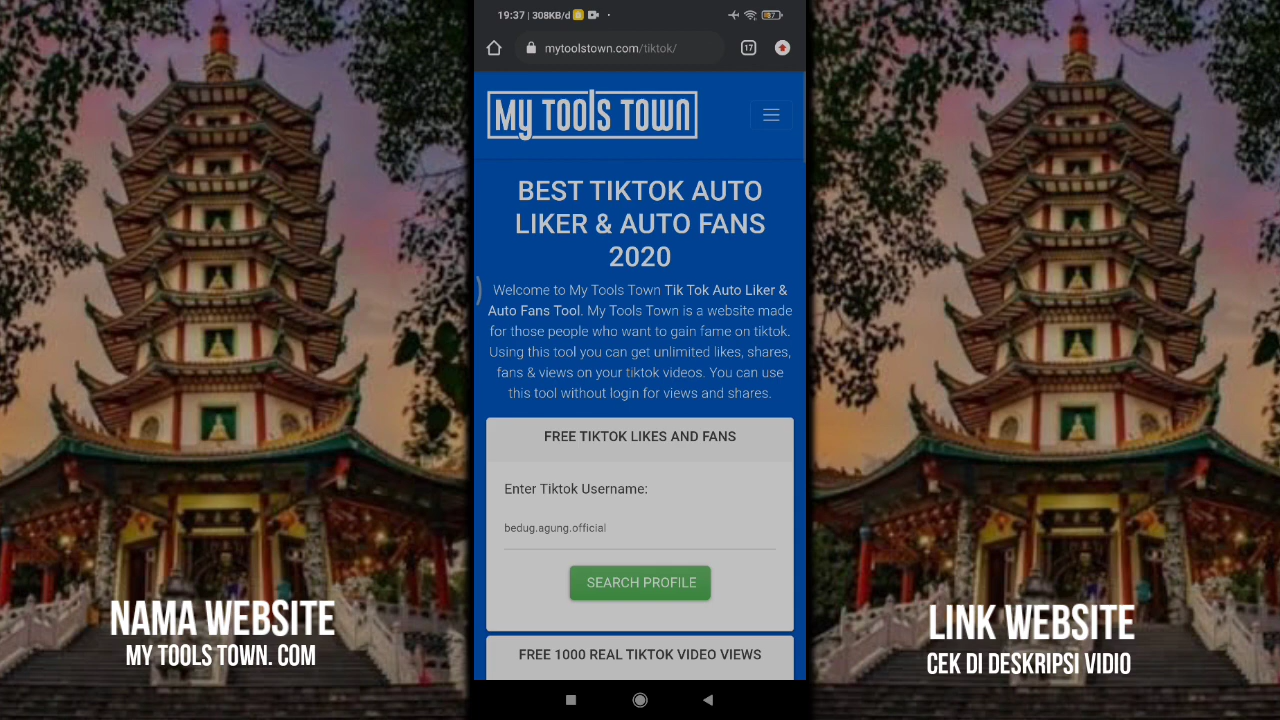 19:37 | 308KB/d
87
mytoolstown.com/tiktok/
17
My Tools Town
BEST TIKTOK AUTO
LIKER & AUTO FANS
2020
Welcome to My Tools Town Tik Tok Auto Liker &
Auto Fans Tool. My Tools Town is a website made
for those people who want to gain fame on tiktok.
Using this tool you can get unlimited likes, shares,
fans & views on your tiktok videos. You can use
this tool without login for views and shares.
FREE TIKTOK LIKES AND FANS
Enter Tiktok Username:
bedug.agung.official
SEARCH PROFILE
FREE 1000 REAL TIKTOK VIDEO VIEWS
NAMA WEBSITE
MY TOOLS TOWN. COM
LINK WEBSITE
CEK DI DESKRIPSI VIDIO